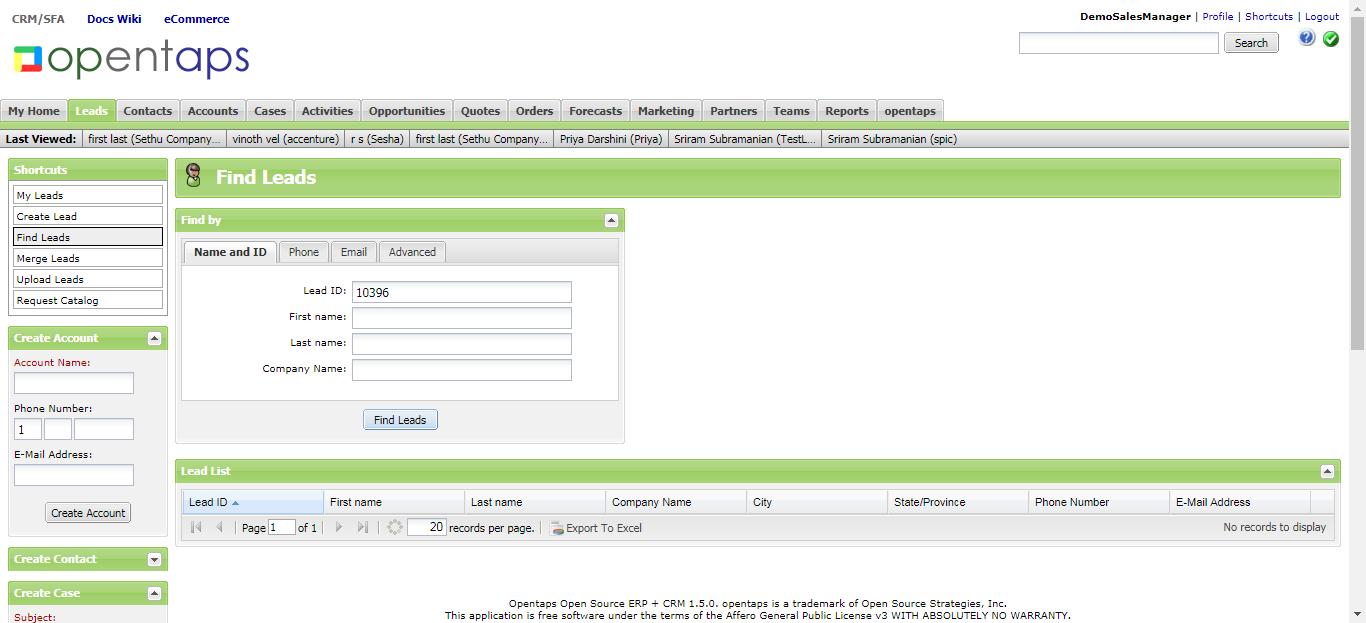 CRM/SFA Docs Wiki eCommerce
DemoSalesManager | Profile | Shortcuts | Logout
opentaps
Search
My Home Leads Contacts Accounts Cases Activities Opportunities Quotes Orders Forecasts Marketing Partners Teams Reports opentaps
Last Viewed: first last (Sethu Company... vinoth vel (accenture) r s (Sesha) first last (Sethu Company... Priya Darshini (Priya) Sriram Subramanian (TestL... Sriram Subramanian (spic)
Shortcuts
My Leads
Create Lead
Find Leads
Merge Leads
Upload Leads
Request Catalog
Create Account
Account Name:
Phone Number:
1
E-Mail Address:
Create Account
Create Contact
Create Case
Subject:
Find Leads
Find by
Name and ID Phone Email Advanced
Lead ID: 10396
First name:
Last name:
Company Name:
Find Leads
Lead List
Lead ID First name Last name Company Name City State/Province Phone Number E-Mail Address
Page 1 of 1 20 records per page. Export To Excel No records to display
Opentaps Open Source ERP + CRM 1.5.0. opentaps is a trademark of Open Source Strategies, Inc.
This application is free software under the terms of the Affero General Public License v3 WITH ABSOLUTELY NO WARRANTY.